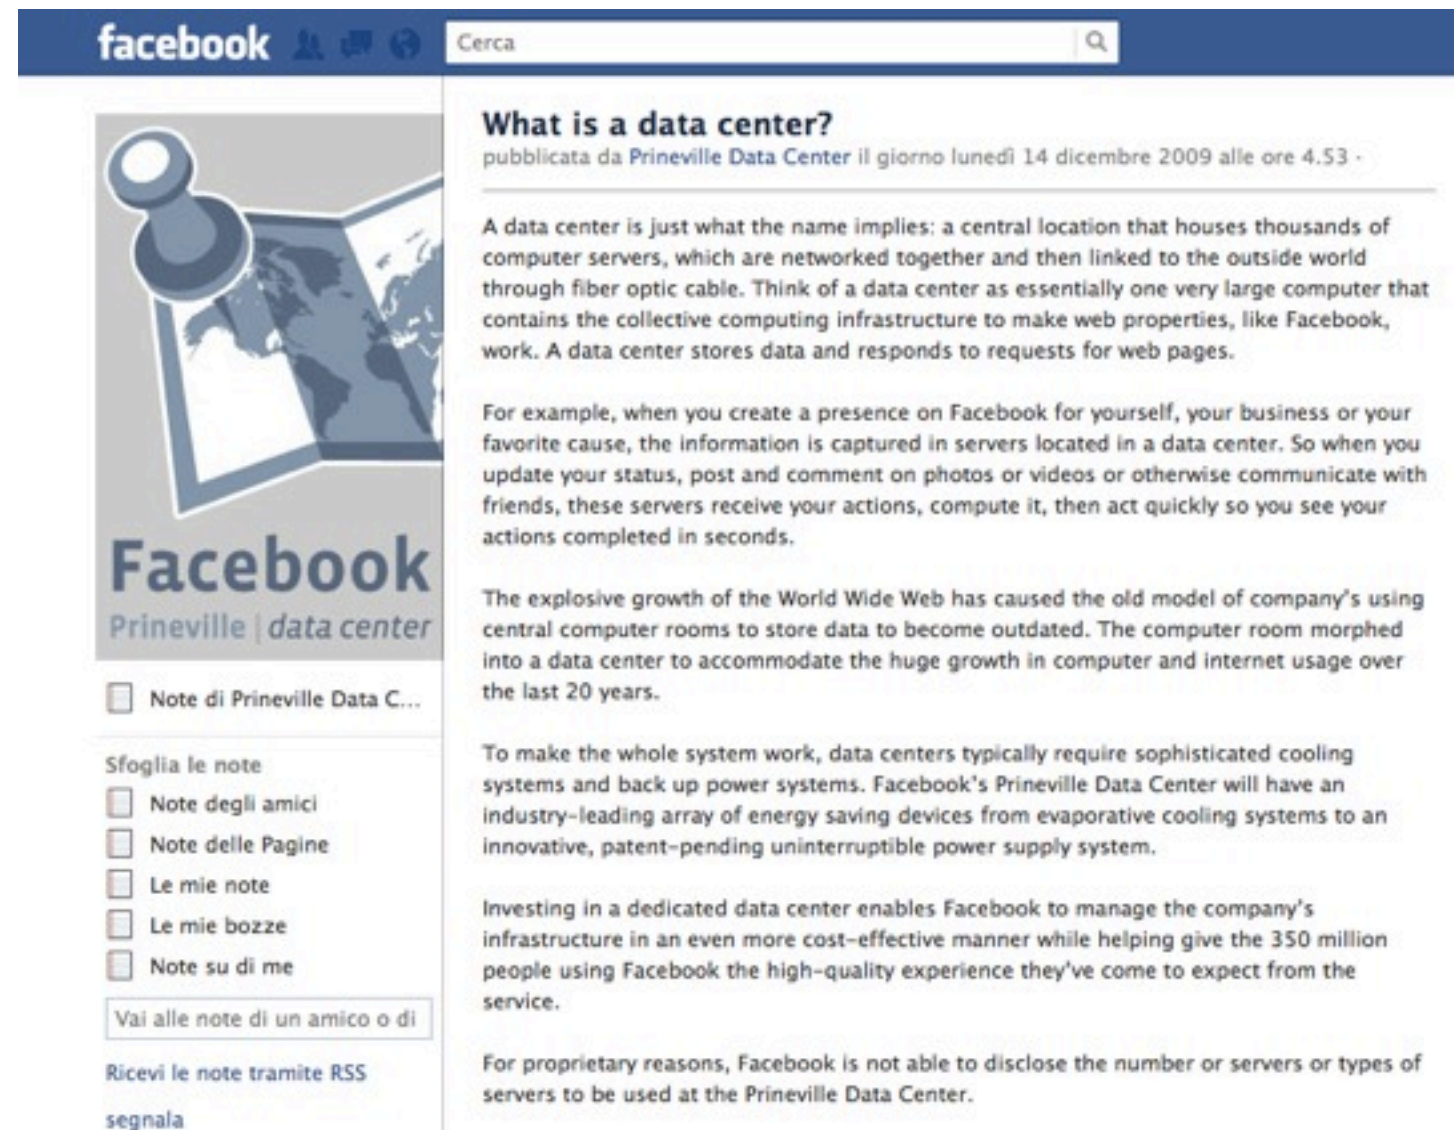 facebook
Cerca
Facebook
Prineville | data center
Note di Prineville Data C...
Sfoglia le note
Note degli amici
Note delle Pagine
Le mie note
Le mie bozze
Note su di me
Vai alle note di un amico o di
Ricevi le note tramite RSS
segnala
What is a data center?
pubblicata da Prineville Data Center il giorno lunedì 14 dicembre 2009 alle ore 4.53 ·
A data center is just what the name implies: a central location that houses thousands of
computer servers, which are networked together and then linked to the outside world
through fiber optic cable. Think of a data center as essentially one very large computer that
contains the collective computing infrastructure to make web properties, like Facebook,
work. A data center stores data and responds to requests for web pages.
For example, when you create a presence on Facebook for yourself, your business or your
favorite cause, the information is captured in servers located in a data center. So when you
update your status, post and comment on photos or videos or otherwise communicate with
friends, these servers receive your actions, compute it, then act quickly so you see your
actions completed in seconds.
The explosive growth of the World Wide Web has caused the old model of company's using
central computer rooms to store data to become outdated. The computer room morphed
into a data center to accommodate the huge growth in computer and internet usage over
the last 20 years.
To make the whole system work, data centers typically require sophisticated cooling
systems and back up power systems. Facebook's Prineville Data Center will have an
industry-leading array of energy saving devices from evaporative cooling systems to an
innovative, patent-pending uninterruptible power supply system.
Investing in a dedicated data center enables Facebook to manage the company's
infrastructure in an even more cost-effective manner while helping give the 350 million
people using Facebook the high-quality experience they've come to expect from the
service.
For proprietary reasons, Facebook is not able to disclose the number or servers or types of
servers to be used at the Prineville Data Center.